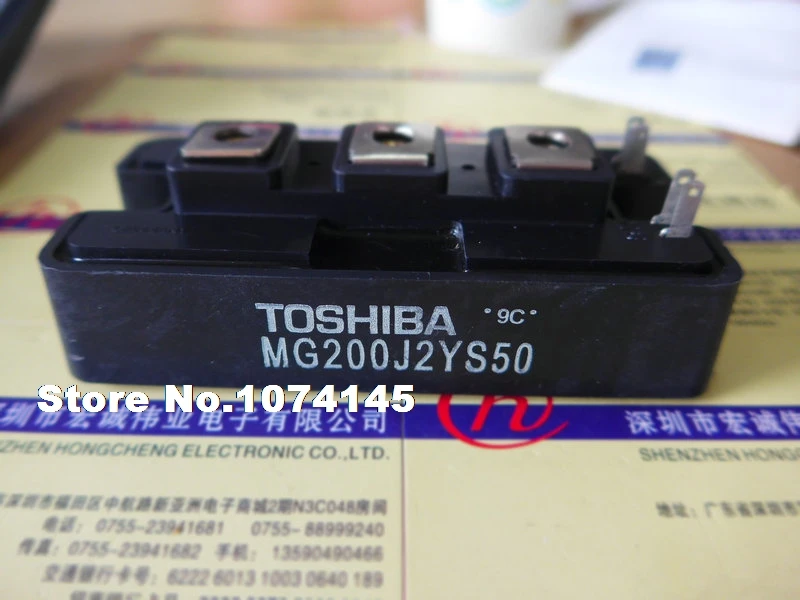 TOSHIBA
"9C"
MG200J2YS50
Store No.1074145
深圳市宏诚伟业电子有限公司
SHENZHEN HONGCHENG ELECTRONIC CO.,LTD.
深圳市福田区中航路新亚洲电子商城2期N3C048房间
电话: 0755-23941681 0755- 88999240
传真: 0755-23941682 手机: 13590490466
交通银行卡号: 6222 6013 1003 0640 189
h
深圳市宏诚伟
SHENZHEN HONG
地址: 广东省深圳